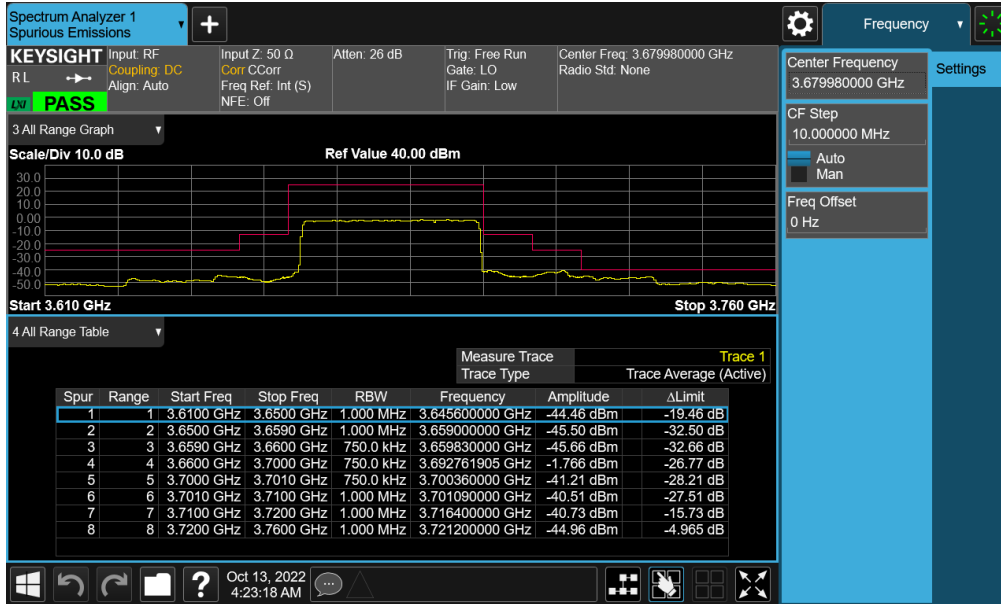 Spectrum Analyzer 1
Spurious Emissions
Frequency
KEYSIGHT
R L
LXI
PASS
Input: RF
Coupling: DC
Align: Auto
Input Z: 50 Ω
Corr CCorr
Freq Ref: Int (S)
NFE: Off
Atten: 26 dB
Trig: Free Run
Gate: LO
IF Gain: Low
Center Freq: 3.679980000 GHz
Radio Std: None
Center Frequency
3.679980000 GHz
Settings
CF Step
10.000000 MHz
Auto
Man
Freq Offset
0 Hz
3 All Range Graph
Scale/Div 10.0 dB
Ref Value 40.00 dBm
30.0
20.0
10.0
0.00
-10.0
-20.0
-30.0
-40.0
-50.0
Start 3.610 GHz
Stop 3.760 GHz
4 All Range Table
Measure Trace Trace 1
Trace Type Trace Average (Active)
Spur Range Start Freq Stop Freq RBW Frequency Amplitude ΔLimit
1 1 3.6100 GHz 3.6500 GHz 1.000 MHz 3.645600000 GHz -44.46 dBm -19.46 dB
2 2 3.6500 GHz 3.6590 GHz 1.000 MHz 3.659000000 GHz -45.50 dBm -32.50 dB
3 3 3.6590 GHz 3.6600 GHz 750.0 kHz 3.659830000 GHz -45.66 dBm -32.66 dB
4 4 3.6600 GHz 3.7000 GHz 750.0 kHz 3.692761905 GHz -1.766 dBm -26.77 dB
5 5 3.7000 GHz 3.7010 GHz 750.0 kHz 3.700360000 GHz -41.21 dBm -28.21 dB
6 6 3.7010 GHz 3.7100 GHz 1.000 MHz 3.701090000 GHz -40.51 dBm -27.51 dB
7 7 3.7100 GHz 3.7200 GHz 1.000 MHz 3.716400000 GHz -40.73 dBm -15.73 dB
8 8 3.7200 GHz 3.7600 GHz 1.000 MHz 3.721200000 GHz -44.96 dBm -4.965 dB
?
Oct 13, 2022
4:23:18 AM